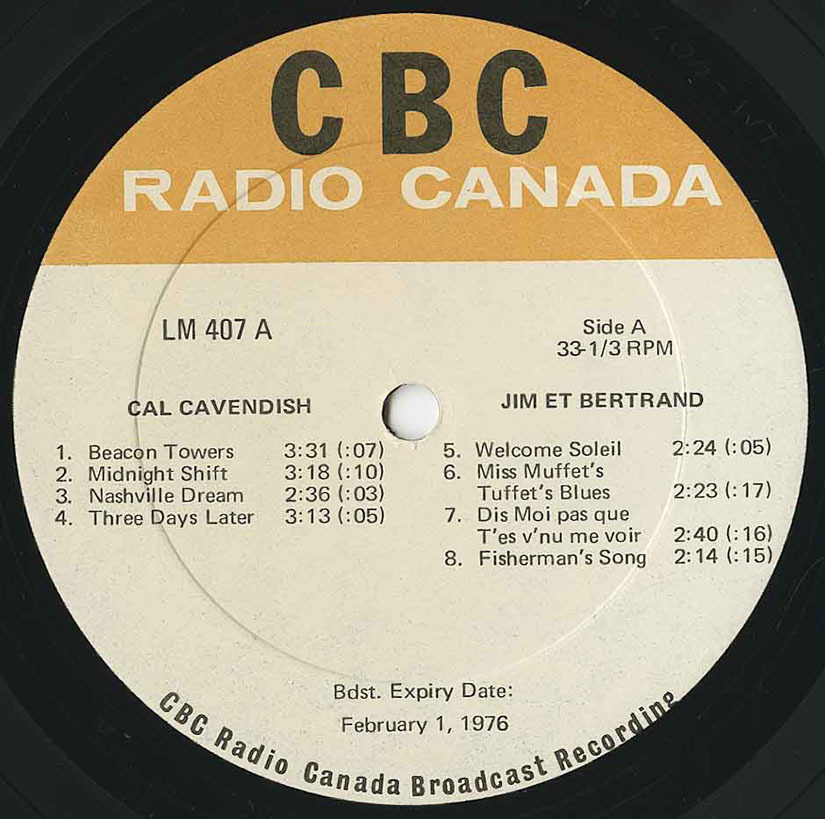 CBC
RADIO CANADA
LM 407 A
Side A
33-1/3 RPM
CAL CAVENDISH
1. Beacon Towers 3:31 (:07)
2. Midnight Shift 3:18 (:10)
3. Nashville Dream 2:36 (:03)
4. Three Days Later 3:13 (:05)
JIM ET BERTRAND
5. Welcome Soleil 2:24 (:05)
6. Miss Muffet's
Tuffet's Blues 2:23 (:17)
7. Dis Moi pas que
T'es v'nu me voir 2:40 (:16)
8. Fisherman's Song 2:14 (:15)
Bdst. Expiry Date:
February 1, 1976
CBC Radio Canada Broadcast Recording